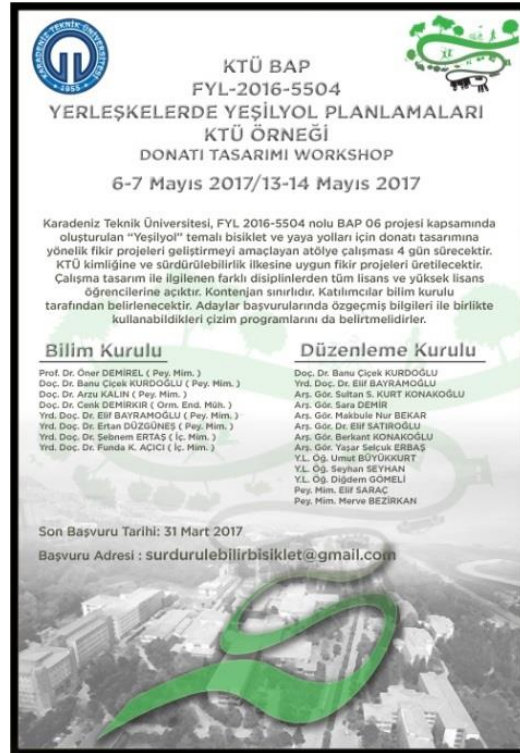 KARADENİZ TEKNİK ÜNİVERSİTESİ
1955
KTÜ BAP
FYL-2016-5504
YERLEŞKELERDE YEŞİLYOL PLANLAMALARI
KTÜ ÖRNEĞİ
DONATI TASARIMI WORKSHOP
6-7 Mayıs 2017/13-14 Mayıs 2017
Karadeniz Teknik Üniversitesi, FYL 2016-5504 nolu BAP 06 projesi kapsamında
oluşturulan “Yeşilyol” temalı bisiklet ve yaya yolları için donatı tasarımına
yönelik fikir projeleri geliştirmeyi amaçlayan atölye çalışması 4 gün sürecektir.
KTÜ kimliğine ve sürdürülebilirlik ilkesine uygun fikir projeleri üretilecektir.
Çalışma tasarım ile ilgilenen farklı disiplinlerden tüm lisans ve yüksek lisans
öğrencilerine açıktır. Kontenjan sınırlıdır. Katılımcılar bilim kurulu
tarafından belirlenecektir. Adaylar başvurularında özgeçmiş bilgileri ile birlikte
kullanabildikleri çizim programlarını da belirtmelidirler.
Bilim Kurulu
Prof. Dr. Öner DEMİREL ( Pey. Mim. )
Doç. Dr. Banu Çiçek KURDOĞLU ( Pey. Mim. )
Doç. Dr. Arzu KALIN ( Pey. Mim. )
Doç. Dr. Cenk DEMİRKIR ( Orm. End. Müh. )
Yrd. Doç. Dr. Elif BAYRAMOĞLU ( Pey. Mim. )
Yrd. Doç. Dr. Ertan DÜZGÜNEŞ ( Pey. Mim. )
Yrd. Doç. Dr. Şebnem ERTAŞ ( İç. Mim. )
Yrd. Doç. Dr. Funda K. AÇICI ( İç. Mim. )
Düzenleme Kurulu
Doç. Dr. Banu Çiçek KURDOĞLU
Yrd. Doç. Dr. Elif BAYRAMOĞLU
Arş. Gör. Sultan S. KURT KONAKOĞLU
Arş. Gör. Sara DEMİR
Arş. Gör. Makbule Nur BEKAR
Arş. Gör. Dr. Elif SATIROĞLU
Arş. Gör. Berkant KONAKOĞLU
Arş. Gör. Yaşar Selçuk ERBAŞ
Y.L. Öğ. Umut BÜYÜKKURT
Y.L. Öğ. Seyhan SEYHAN
Y.L. Öğ. Diğdem GÖMELİ
Pey. Mim. Elif SARAÇ
Pey. Mim. Merve BEZİRKAN
Son Başvuru Tarihi: 31 Mart 2017
Başvuru Adresi : surdurulebilirbisiklet@gmail.com